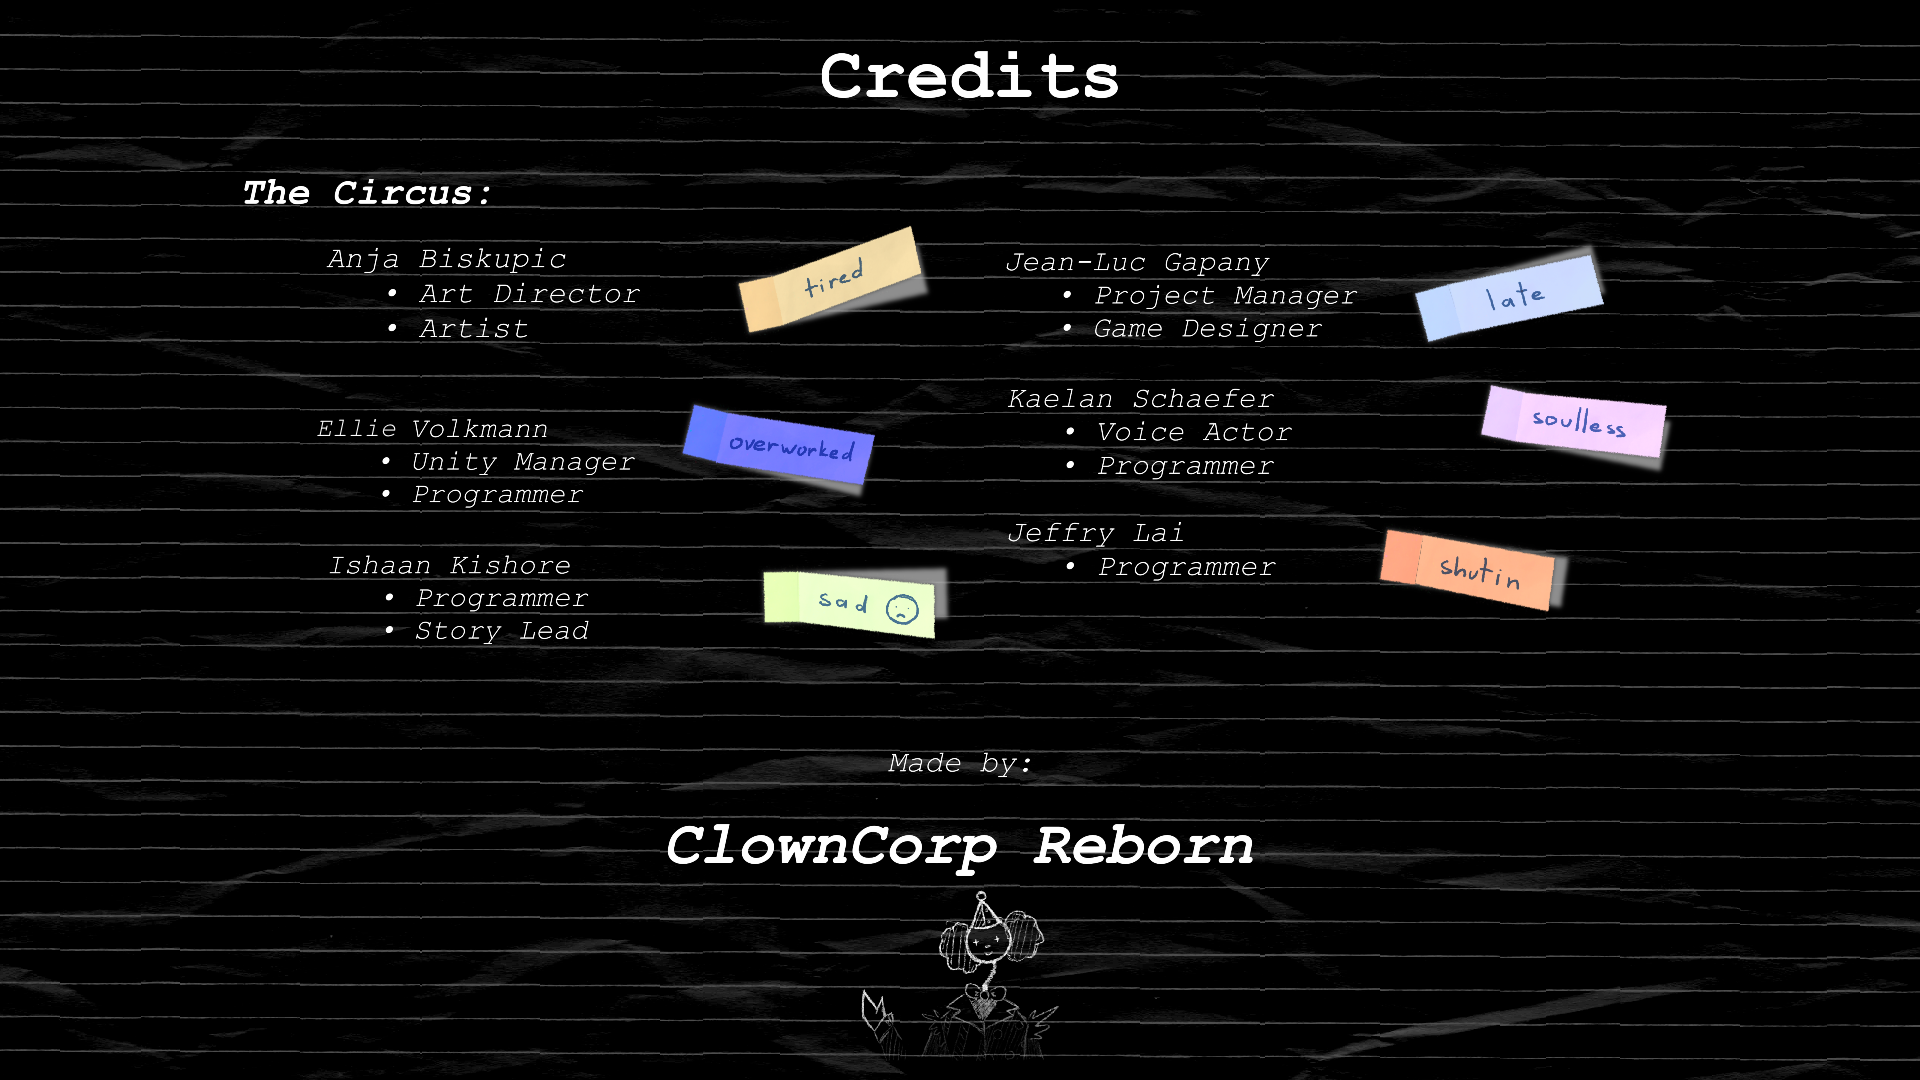 Credits
The Circus:
Anja Biskupic
• Art Director
• Artist
tired
Ellie Volkmann
• Unity Manager
• Programmer
overworked
Ishaan Kishore
• Programmer
• Story Lead
sad
Jean-Luc Gapany
• Project Manager
• Game Designer
late
Kaelan Schaefer
• Voice Actor
• Programmer
soulless
Jeffry Lai
• Programmer
shutin
Made by:
ClownCorp Reborn